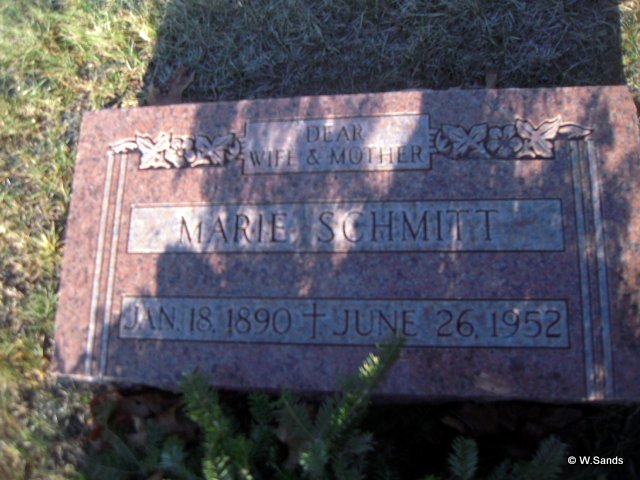 DEAR
WIFE & MOTHER
MARIE SCHMITT
JAN. 18, 1890 † JUNE 26, 1952
© W.Sands